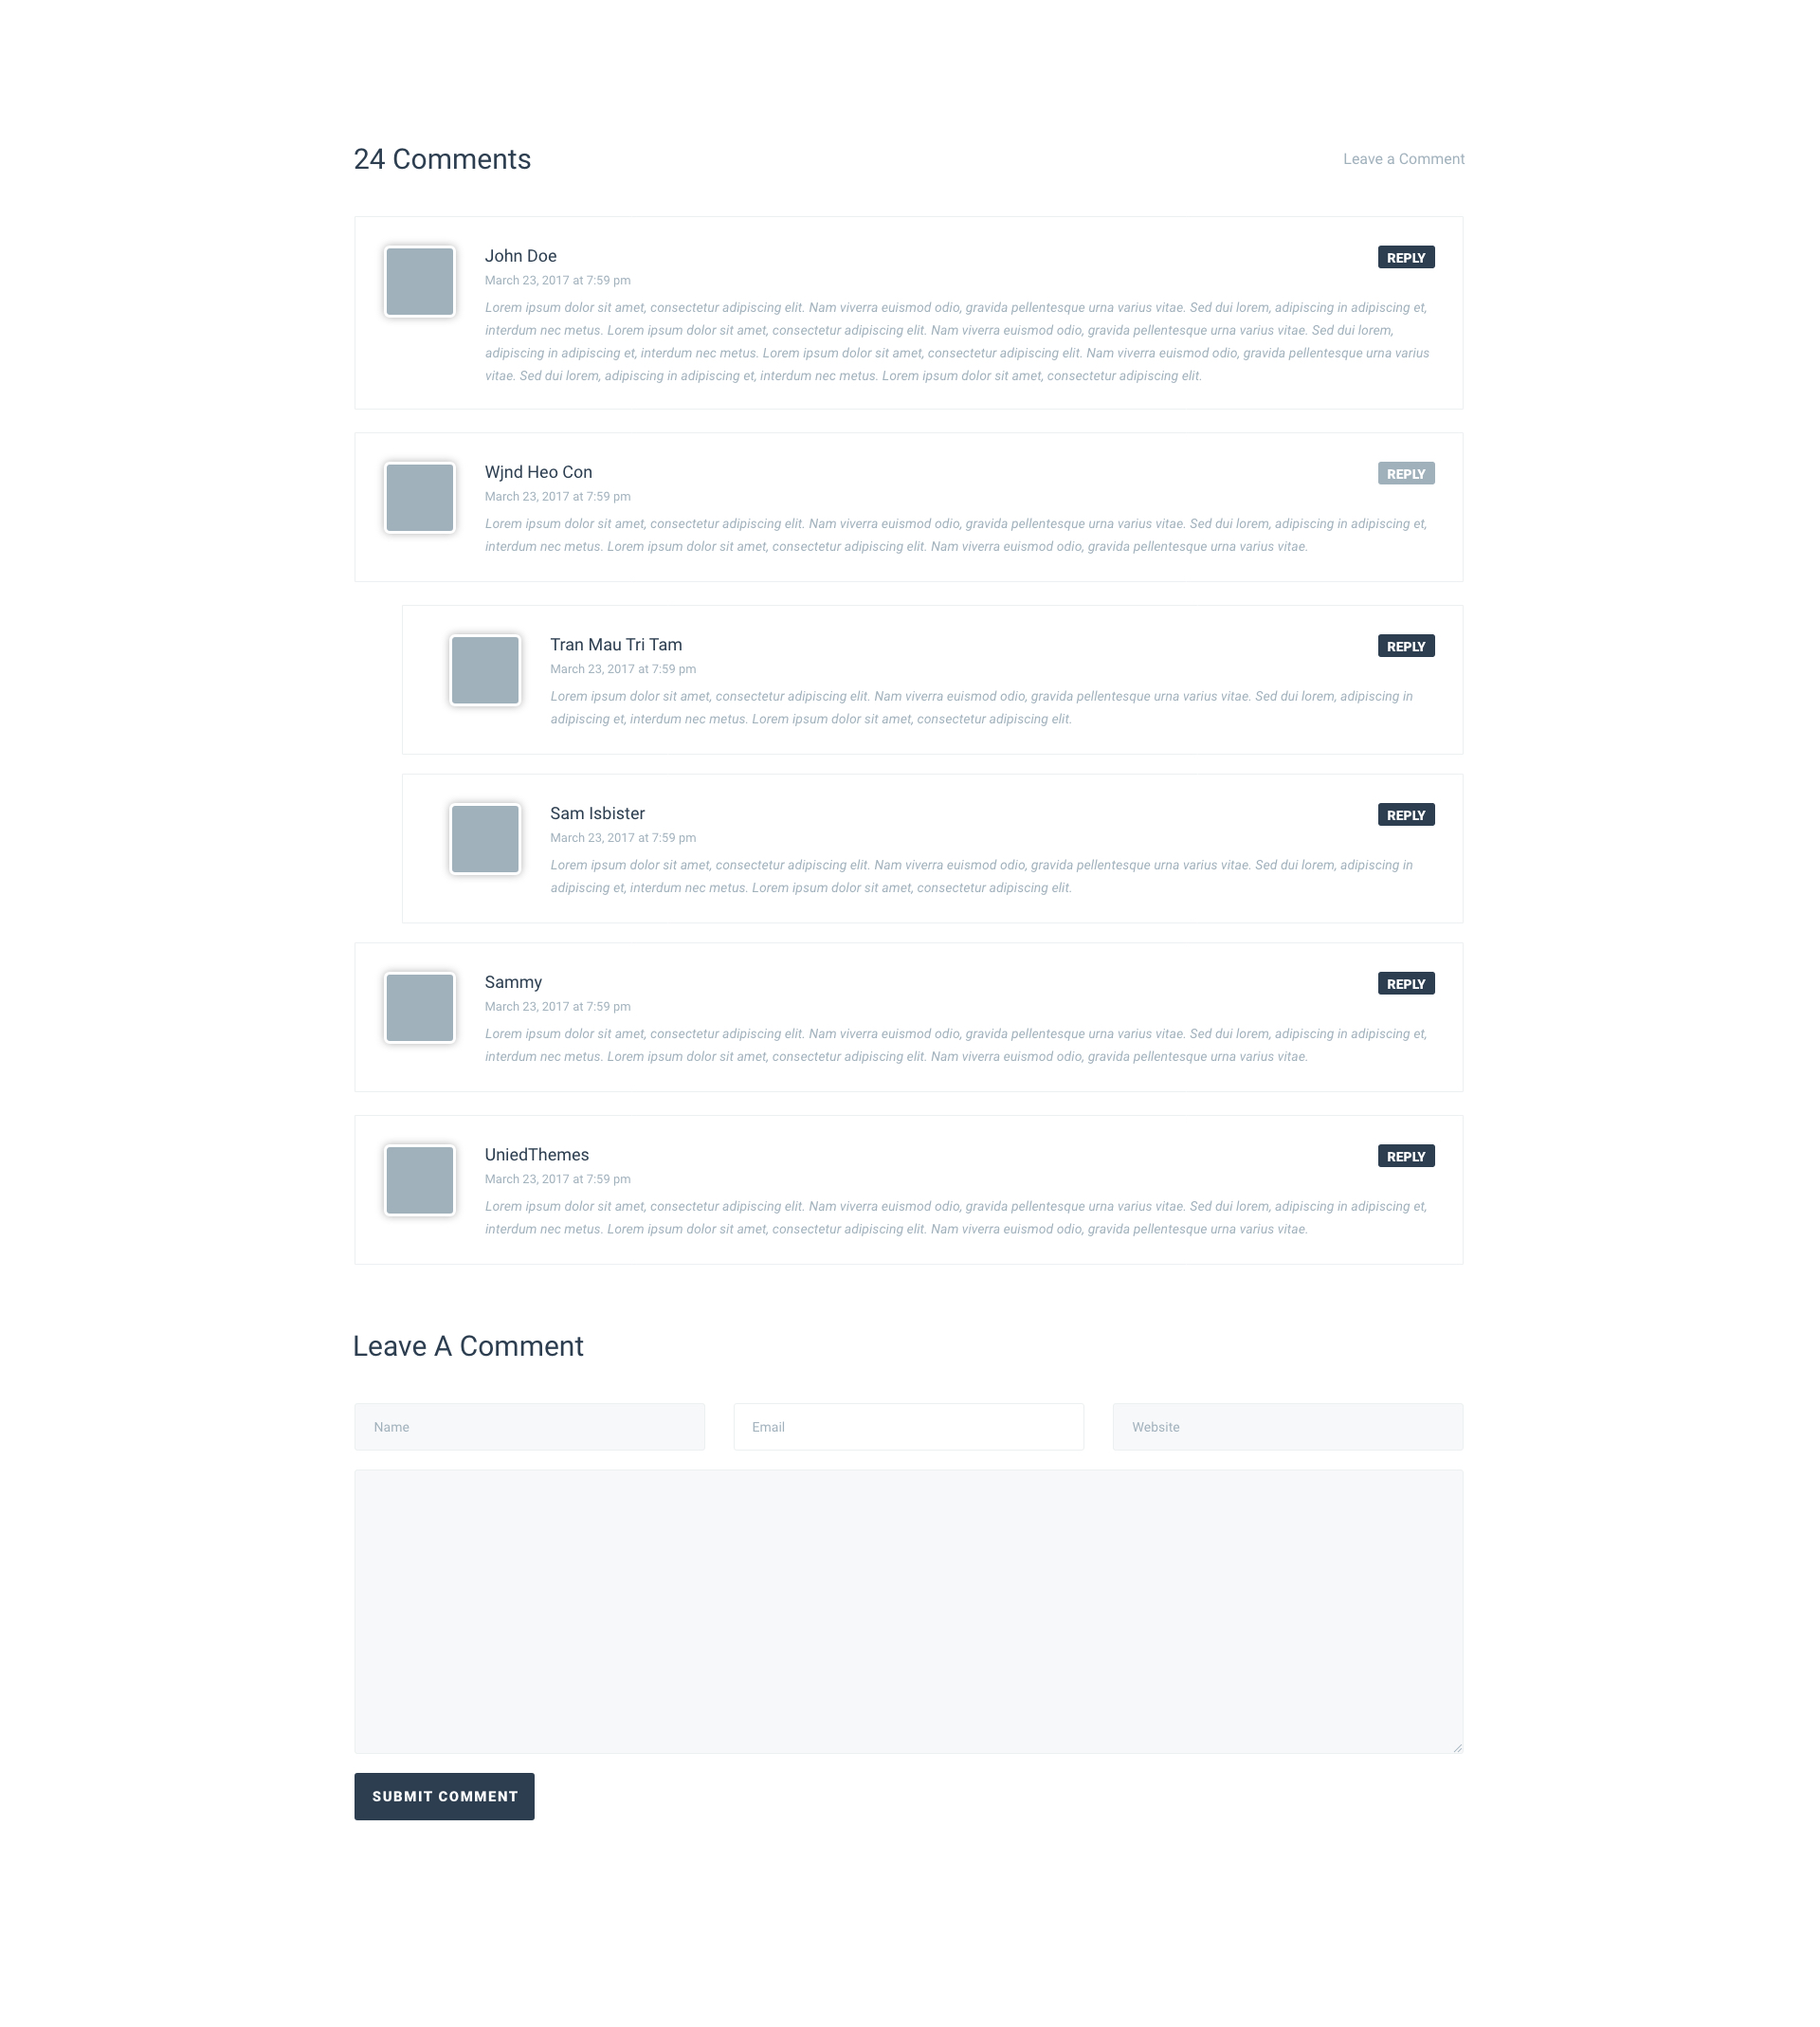 24 Comments
Leave a Comment
John Doe
REPLY
March 23, 2017 at 7:59 pm
Lorem ipsum dolor sit amet, consectetur adipiscing elit. Nam viverra euismod odio, gravida pellentesque urna varius vitae. Sed dui lorem, adipiscing in adipiscing et,
interdum nec metus. Lorem ipsum dolor sit amet, consectetur adipiscing elit. Nam viverra euismod odio, gravida pellentesque urna varius vitae. Sed dui lorem,
adipiscing in adipiscing et, interdum nec metus. Lorem ipsum dolor sit amet, consectetur adipiscing elit. Nam viverra euismod odio, gravida pellentesque urna varius
vitae. Sed dui lorem, adipiscing in adipiscing et, interdum nec metus. Lorem ipsum dolor sit amet, consectetur adipiscing elit.
Wjnd Heo Con
REPLY
March 23, 2017 at 7:59 pm
Lorem ipsum dolor sit amet, consectetur adipiscing elit. Nam viverra euismod odio, gravida pellentesque urna varius vitae. Sed dui lorem, adipiscing in adipiscing et,
interdum nec metus. Lorem ipsum dolor sit amet, consectetur adipiscing elit. Nam viverra euismod odio, gravida pellentesque urna varius vitae.
Tran Mau Tri Tam
REPLY
March 23, 2017 at 7:59 pm
Lorem ipsum dolor sit amet, consectetur adipiscing elit. Nam viverra euismod odio, gravida pellentesque urna varius vitae. Sed dui lorem, adipiscing in
adipiscing et, interdum nec metus. Lorem ipsum dolor sit amet, consectetur adipiscing elit.
Sam Isbister
REPLY
March 23, 2017 at 7:59 pm
Lorem ipsum dolor sit amet, consectetur adipiscing elit. Nam viverra euismod odio, gravida pellentesque urna varius vitae. Sed dui lorem, adipiscing in
adipiscing et, interdum nec metus. Lorem ipsum dolor sit amet, consectetur adipiscing elit.
Sammy
REPLY
March 23, 2017 at 7:59 pm
Lorem ipsum dolor sit amet, consectetur adipiscing elit. Nam viverra euismod odio, gravida pellentesque urna varius vitae. Sed dui lorem, adipiscing in adipiscing et,
interdum nec metus. Lorem ipsum dolor sit amet, consectetur adipiscing elit. Nam viverra euismod odio, gravida pellentesque urna varius vitae.
UniedThemes
REPLY
March 23, 2017 at 7:59 pm
Lorem ipsum dolor sit amet, consectetur adipiscing elit. Nam viverra euismod odio, gravida pellentesque urna varius vitae. Sed dui lorem, adipiscing in adipiscing et,
interdum nec metus. Lorem ipsum dolor sit amet, consectetur adipiscing elit. Nam viverra euismod odio, gravida pellentesque urna varius vitae.
Leave A Comment
Name
Email
Website
SUBMIT COMMENT